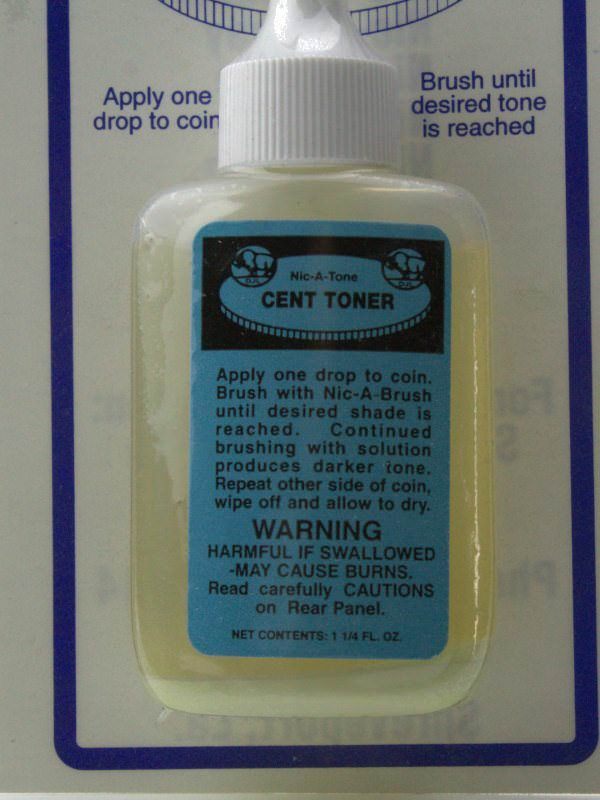 Apply one
drop to coin
Brush until
desired tone
is reached
Nic-A-Tone
CENT TONER
Apply one drop to coin.
Brush with Nic-A-Brush
until desired shade is
reached. Continued
brushing with solution
produces darker tone.
Repeat other side of coin,
wipe off and allow to dry.
WARNING
HARMFUL IF SWALLOWED
-MAY CAUSE BURNS.
Read carefully CAUTIONS
on Rear Panel.
NET CONTENTS: 1 1/4 FL. OZ.